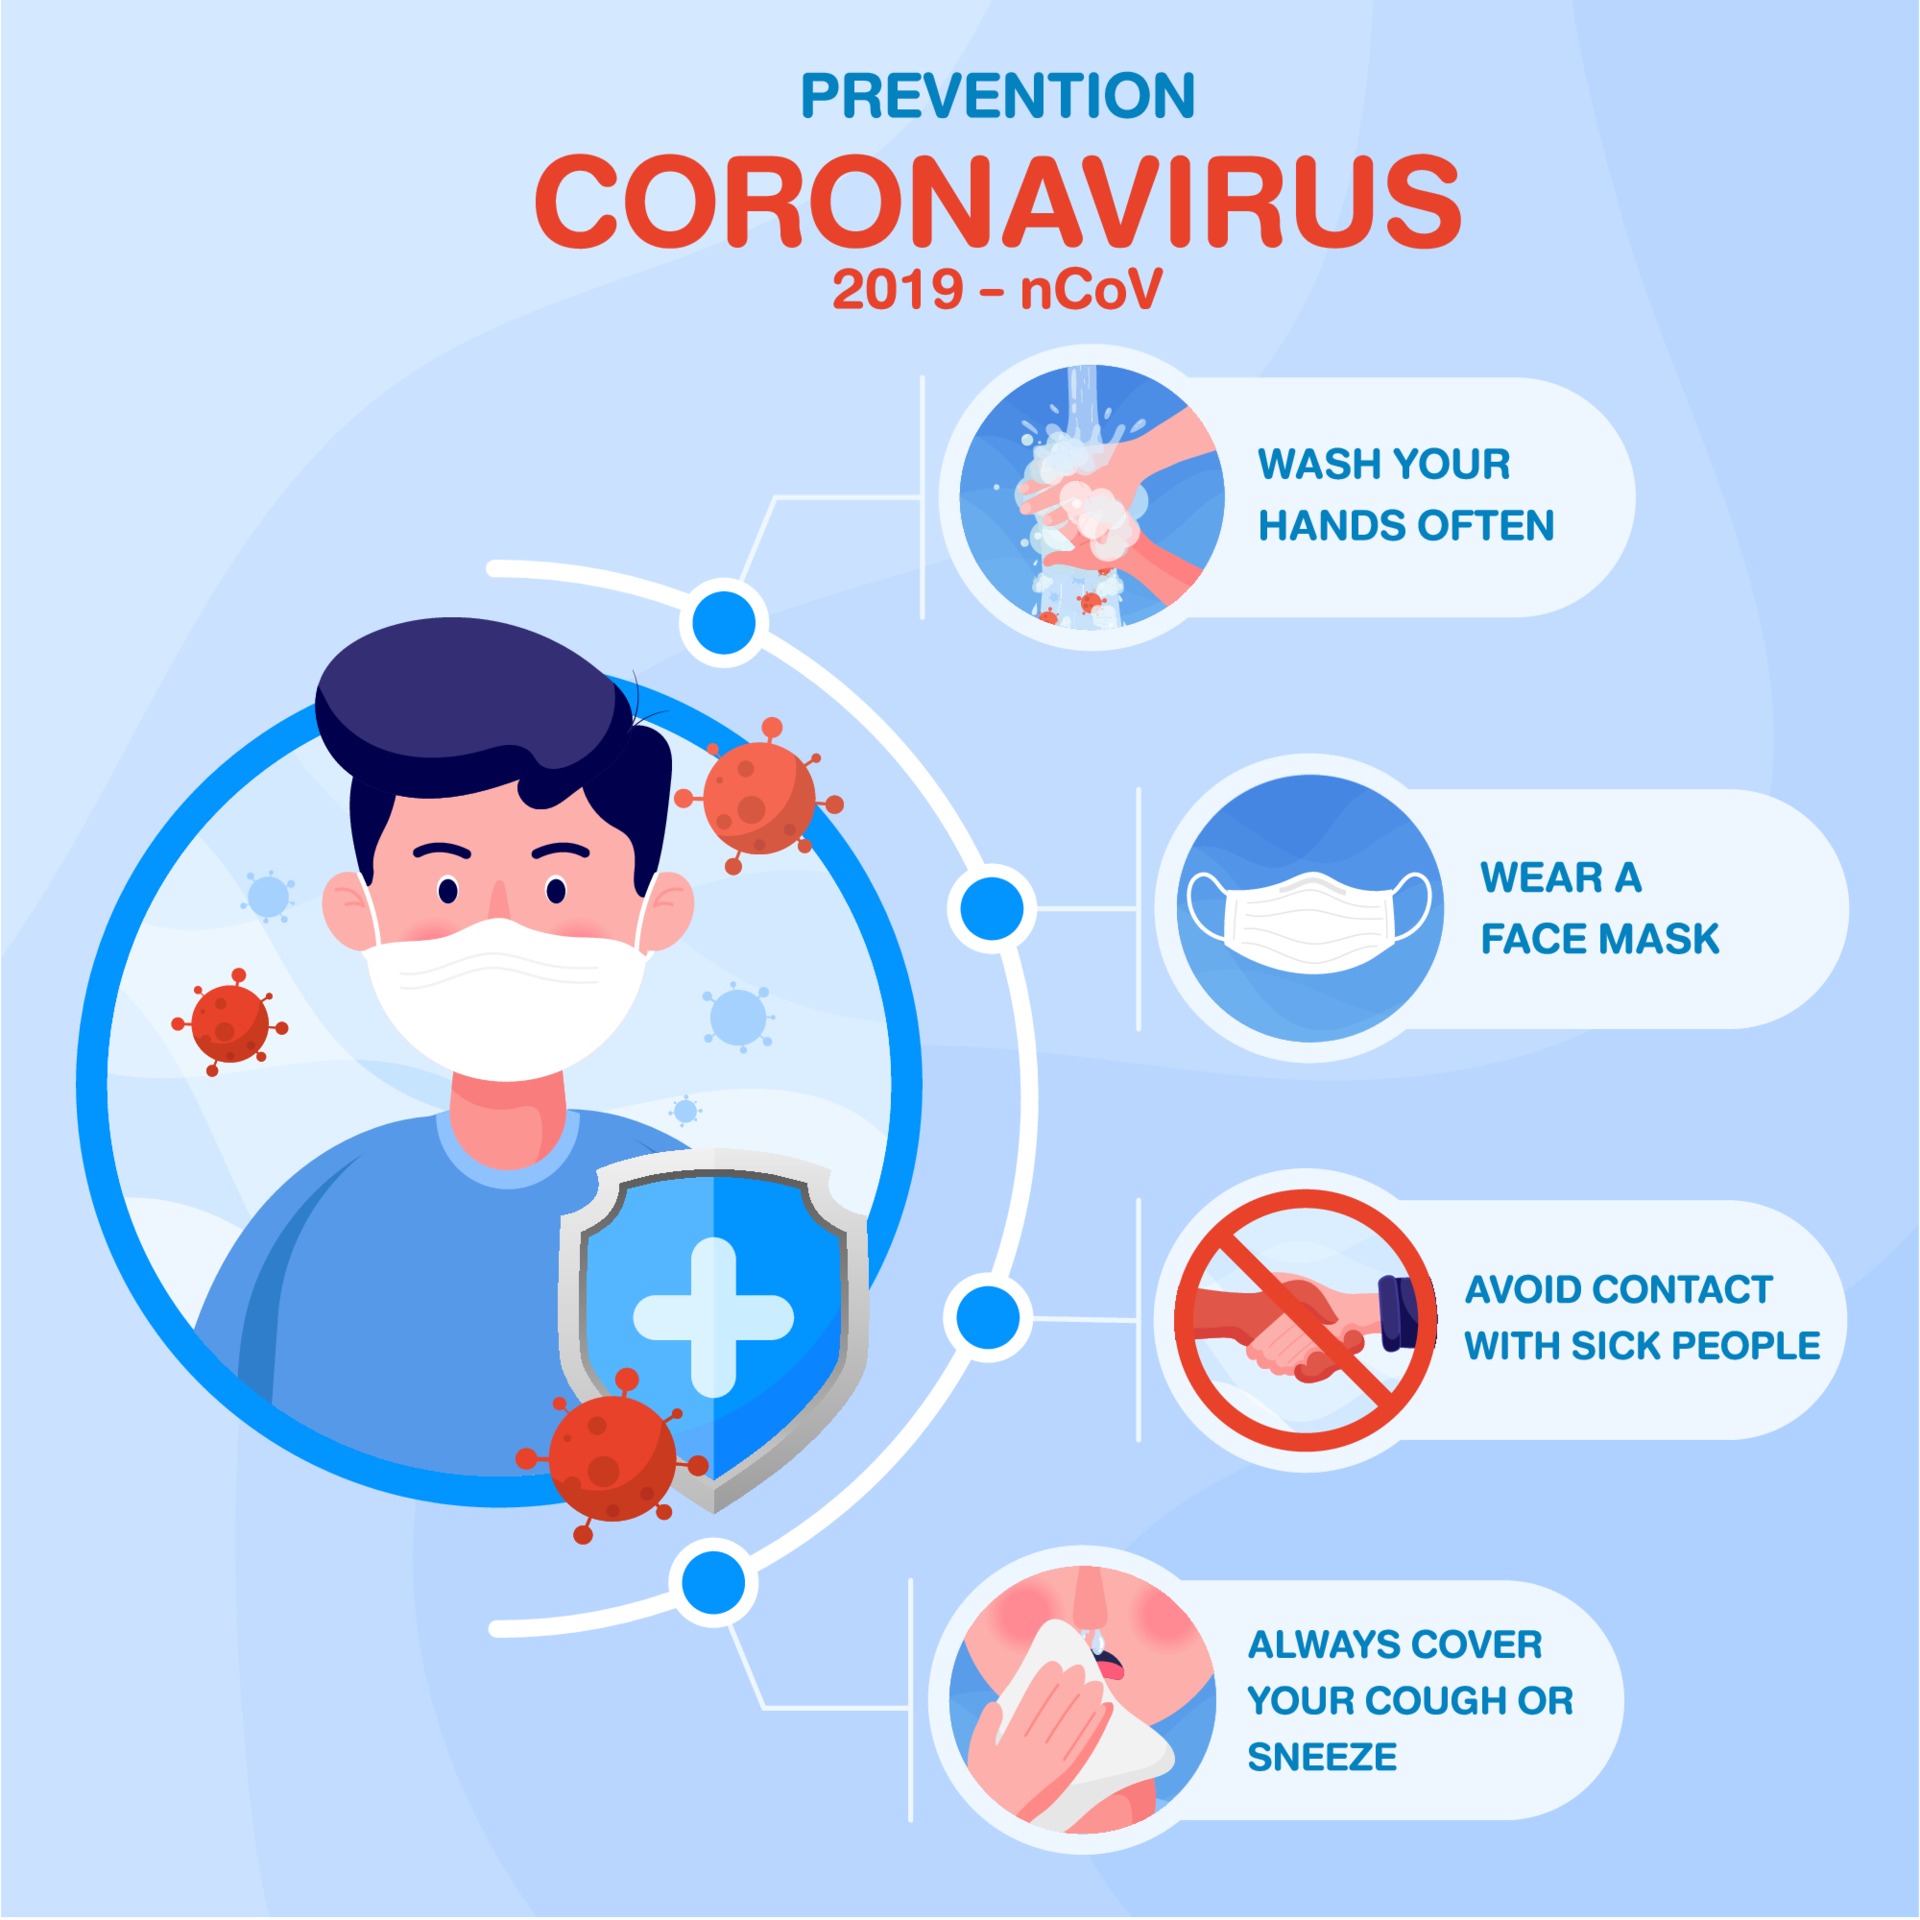 PREVENTION
CORONAVIRUS
2019 – nCoV
WASH YOUR
HANDS OFTEN
WEAR A
FACE MASK
AVOID CONTACT
WITH SICK PEOPLE
ALWAYS COVER
YOUR COUGH OR
SNEEZE